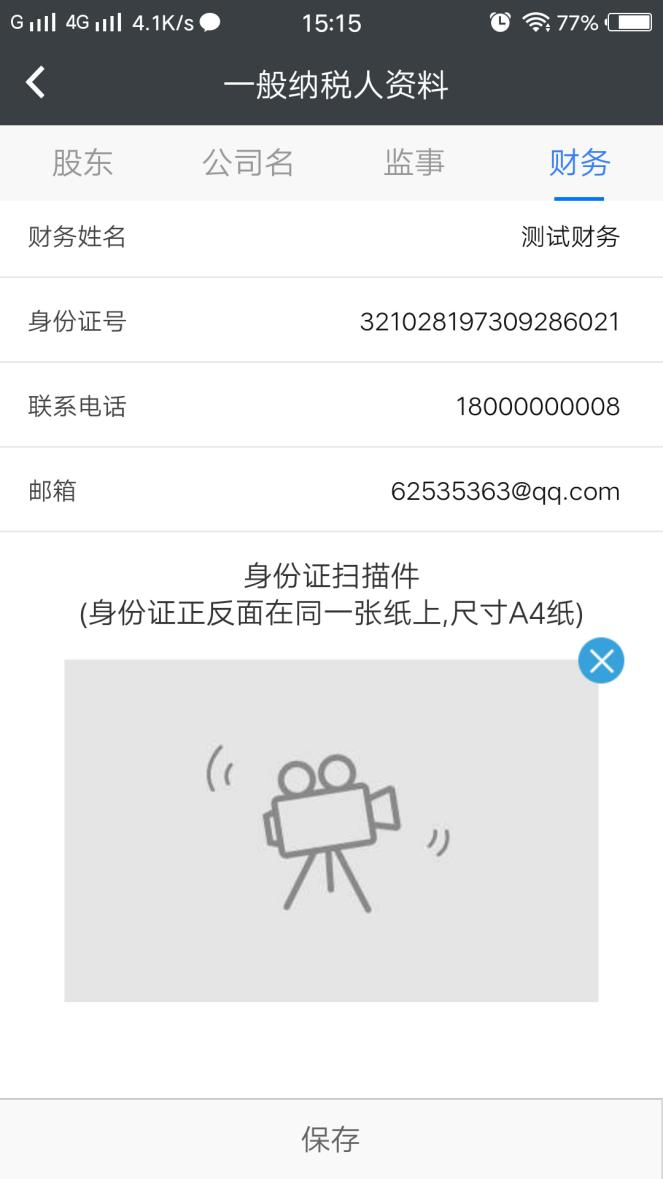 G 4G 4.1K/s 15:15 77%
一般纳税人资料
股东 公司名 监事 财务
财务姓名 测试财务
身份证号 321028197309286021
联系电话 18000000008
邮箱 62535363@qq.com
身份证扫描件
(身份证正反面在同一张纸上,尺寸A4纸)
保存